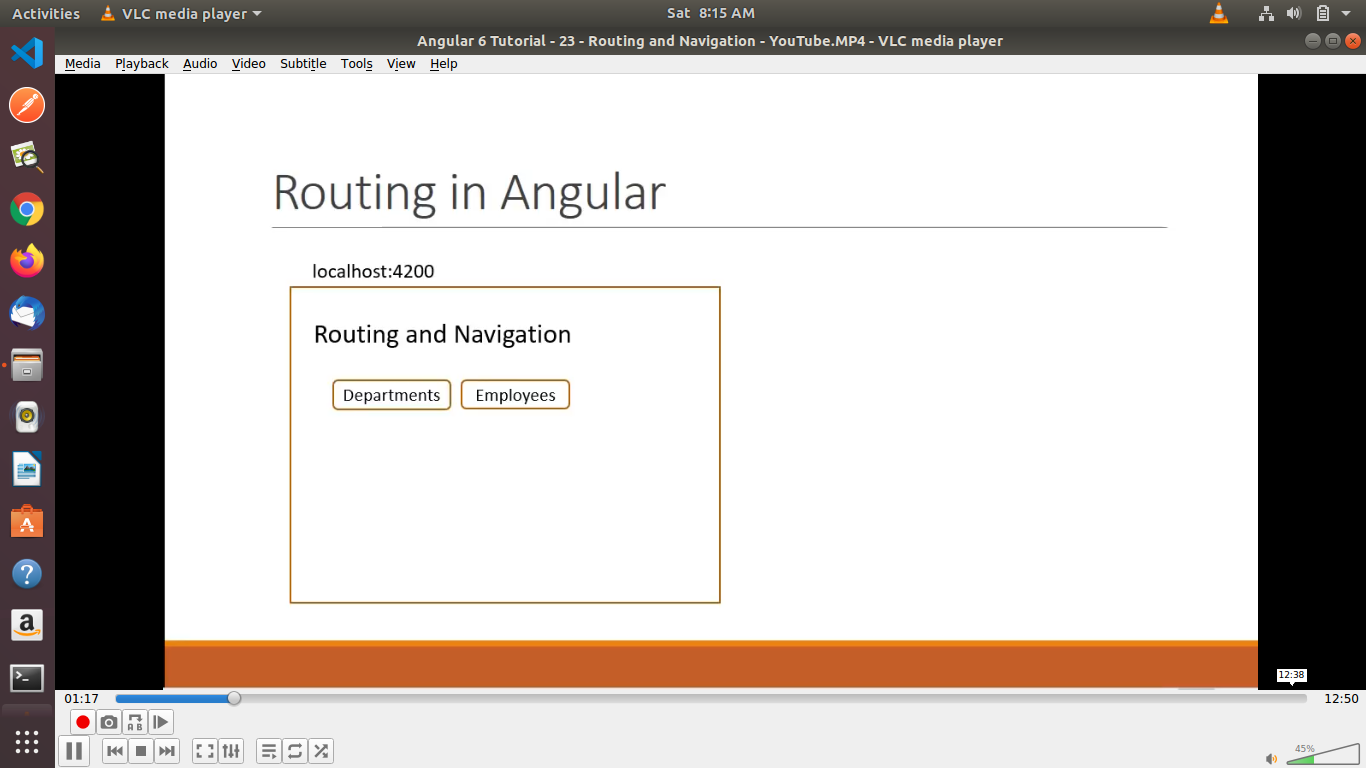 Activities VLC media player Sat 8:15 AM
Angular 6 Tutorial - 23 - Routing and Navigation - YouTube.MP4 - VLC media player
Media Playback Audio Video Subtitle Tools View Help
Routing in Angular
localhost:4200
Routing and Navigation
Departments Employees
12:38
01:17 12:50
A B
45%